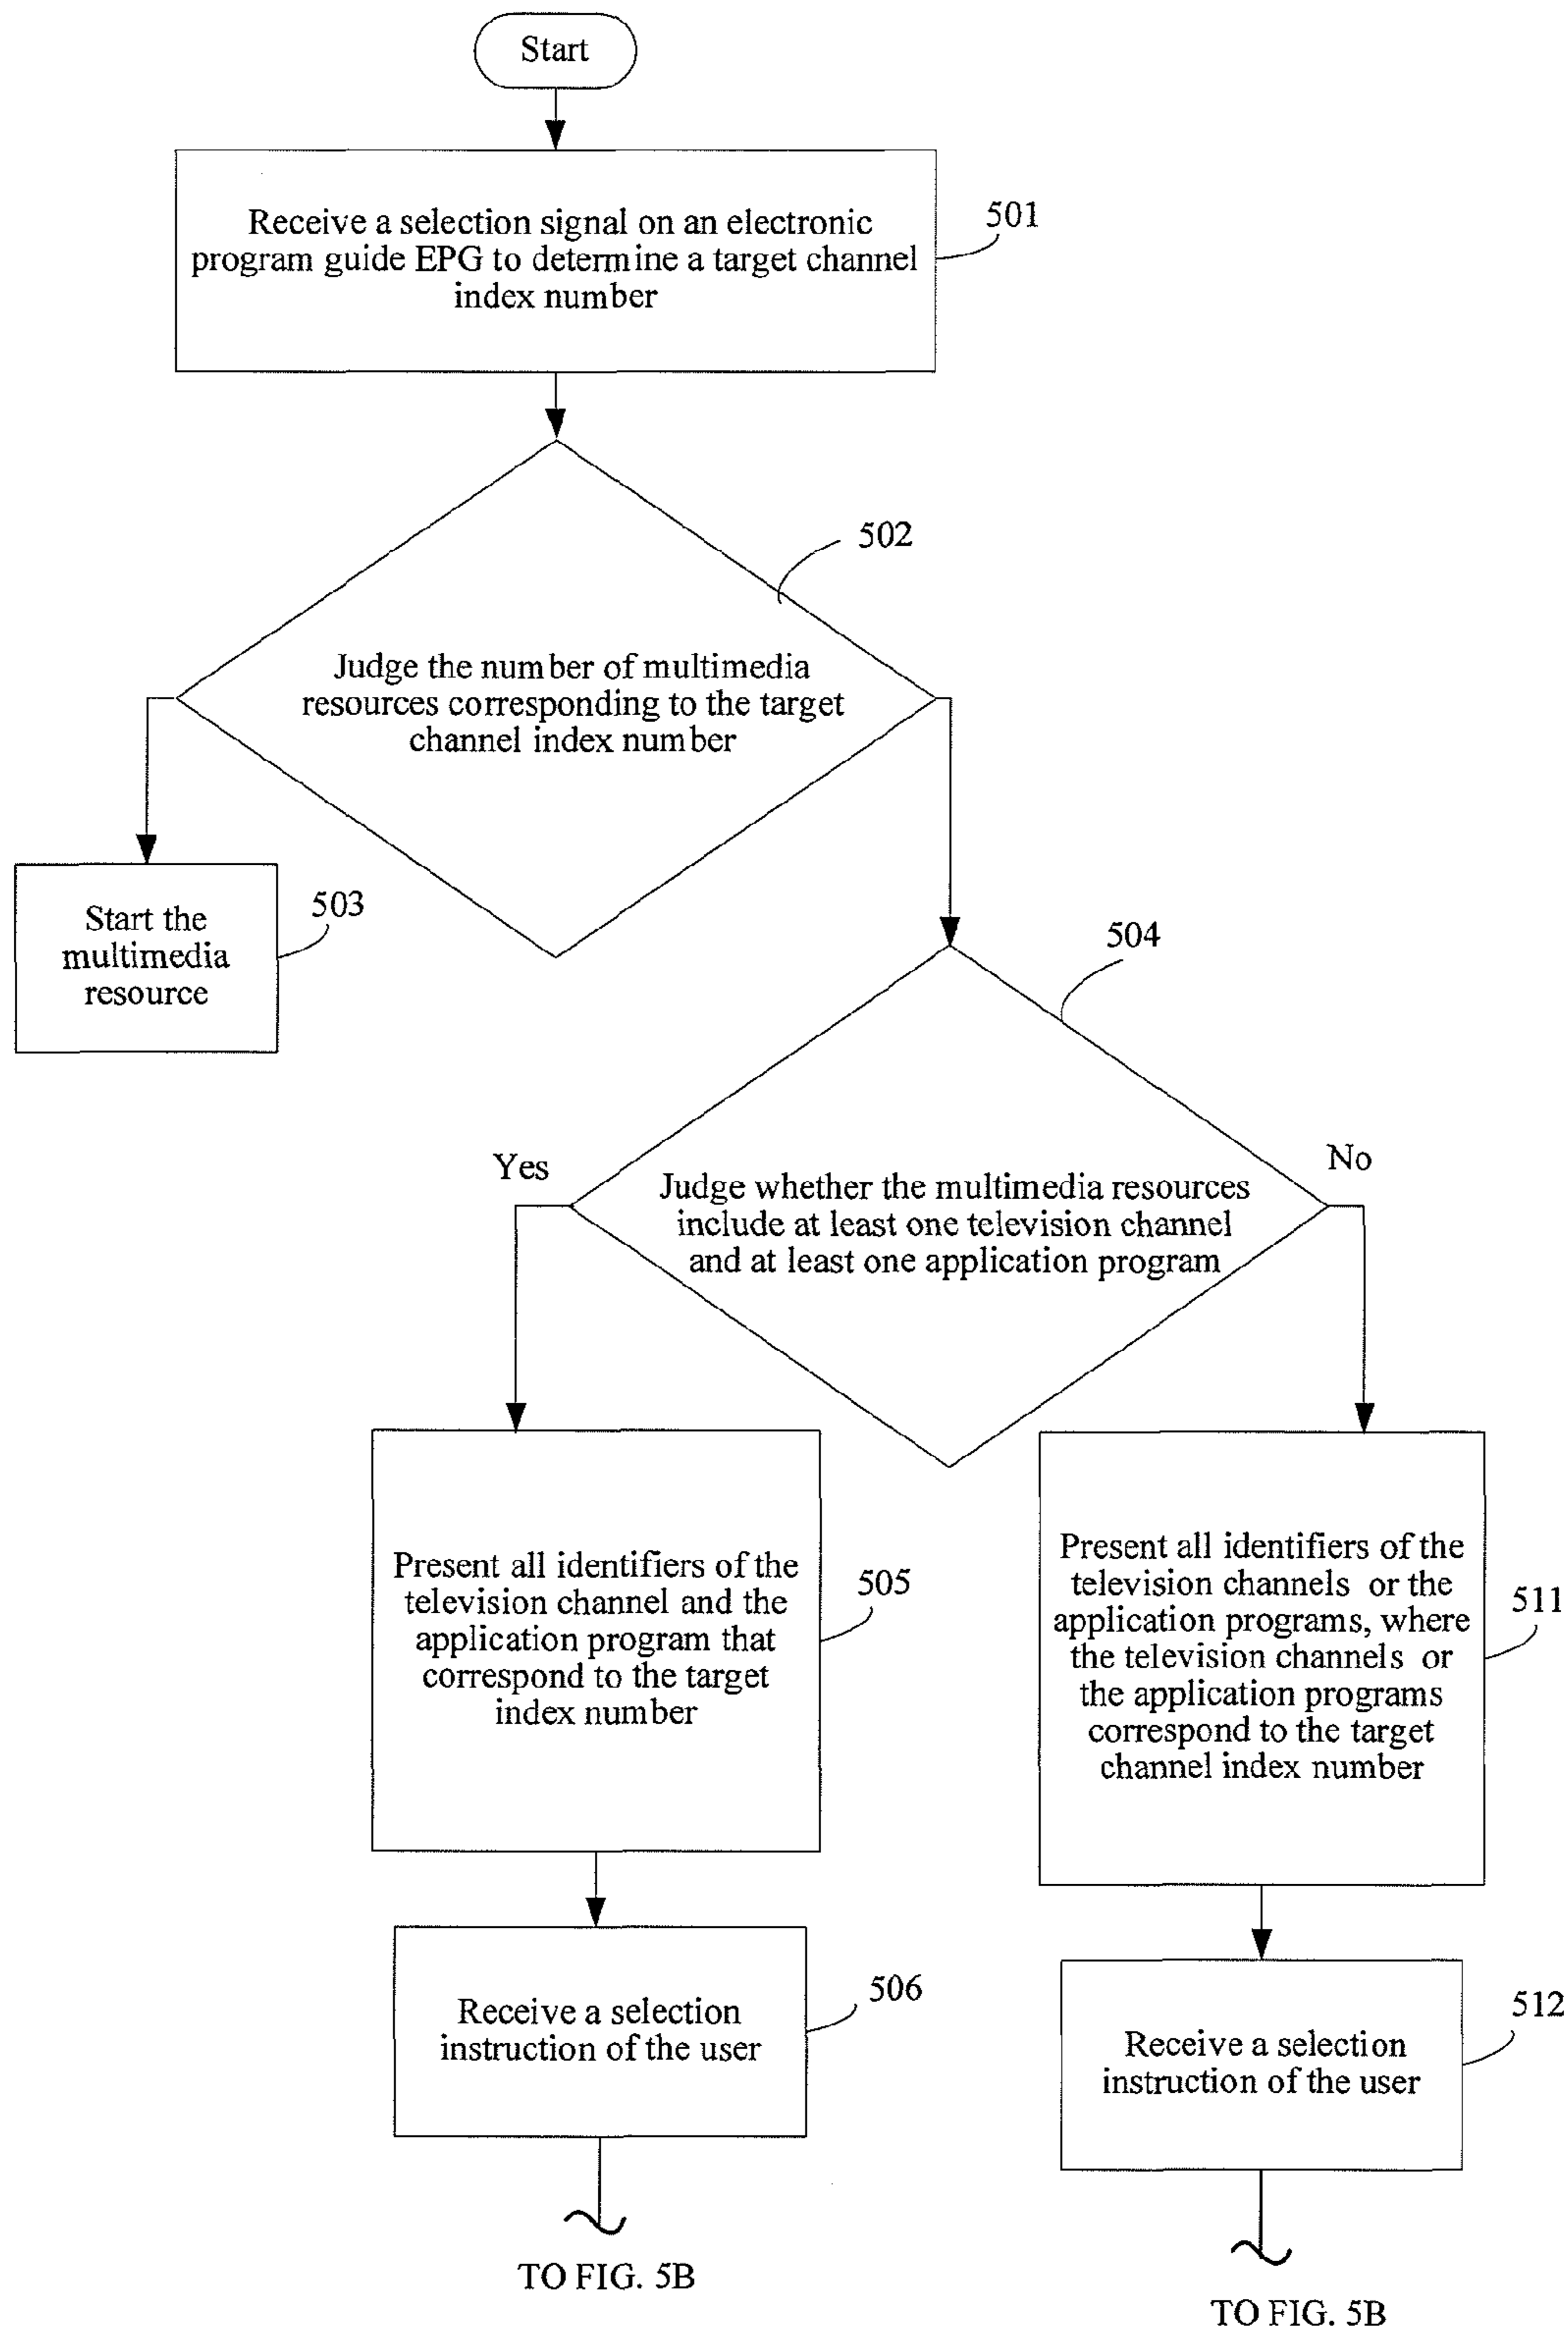 Start
Receive a selection signal on an electronic
program guide EPG to determine a target channel
index number
501
502
Judge the number of multimedia
resources corresponding to the target
channel index number
503
Start the
multimedia
resource
504
Yes
No
Judge whether the multimedia resources
include at least one television channel
and at least one application program
Present all identifiers of the
television channel and the
application program that
correspond to the target
index number
505
Present all identifiers of the
television channels or the
application programs, where
the television channels or
the application programs
correspond to the target
channel index number
511
Receive a selection
instruction of the user
506
Receive a selection
instruction of the user
512
TO FIG. 5B
TO FIG. 5B